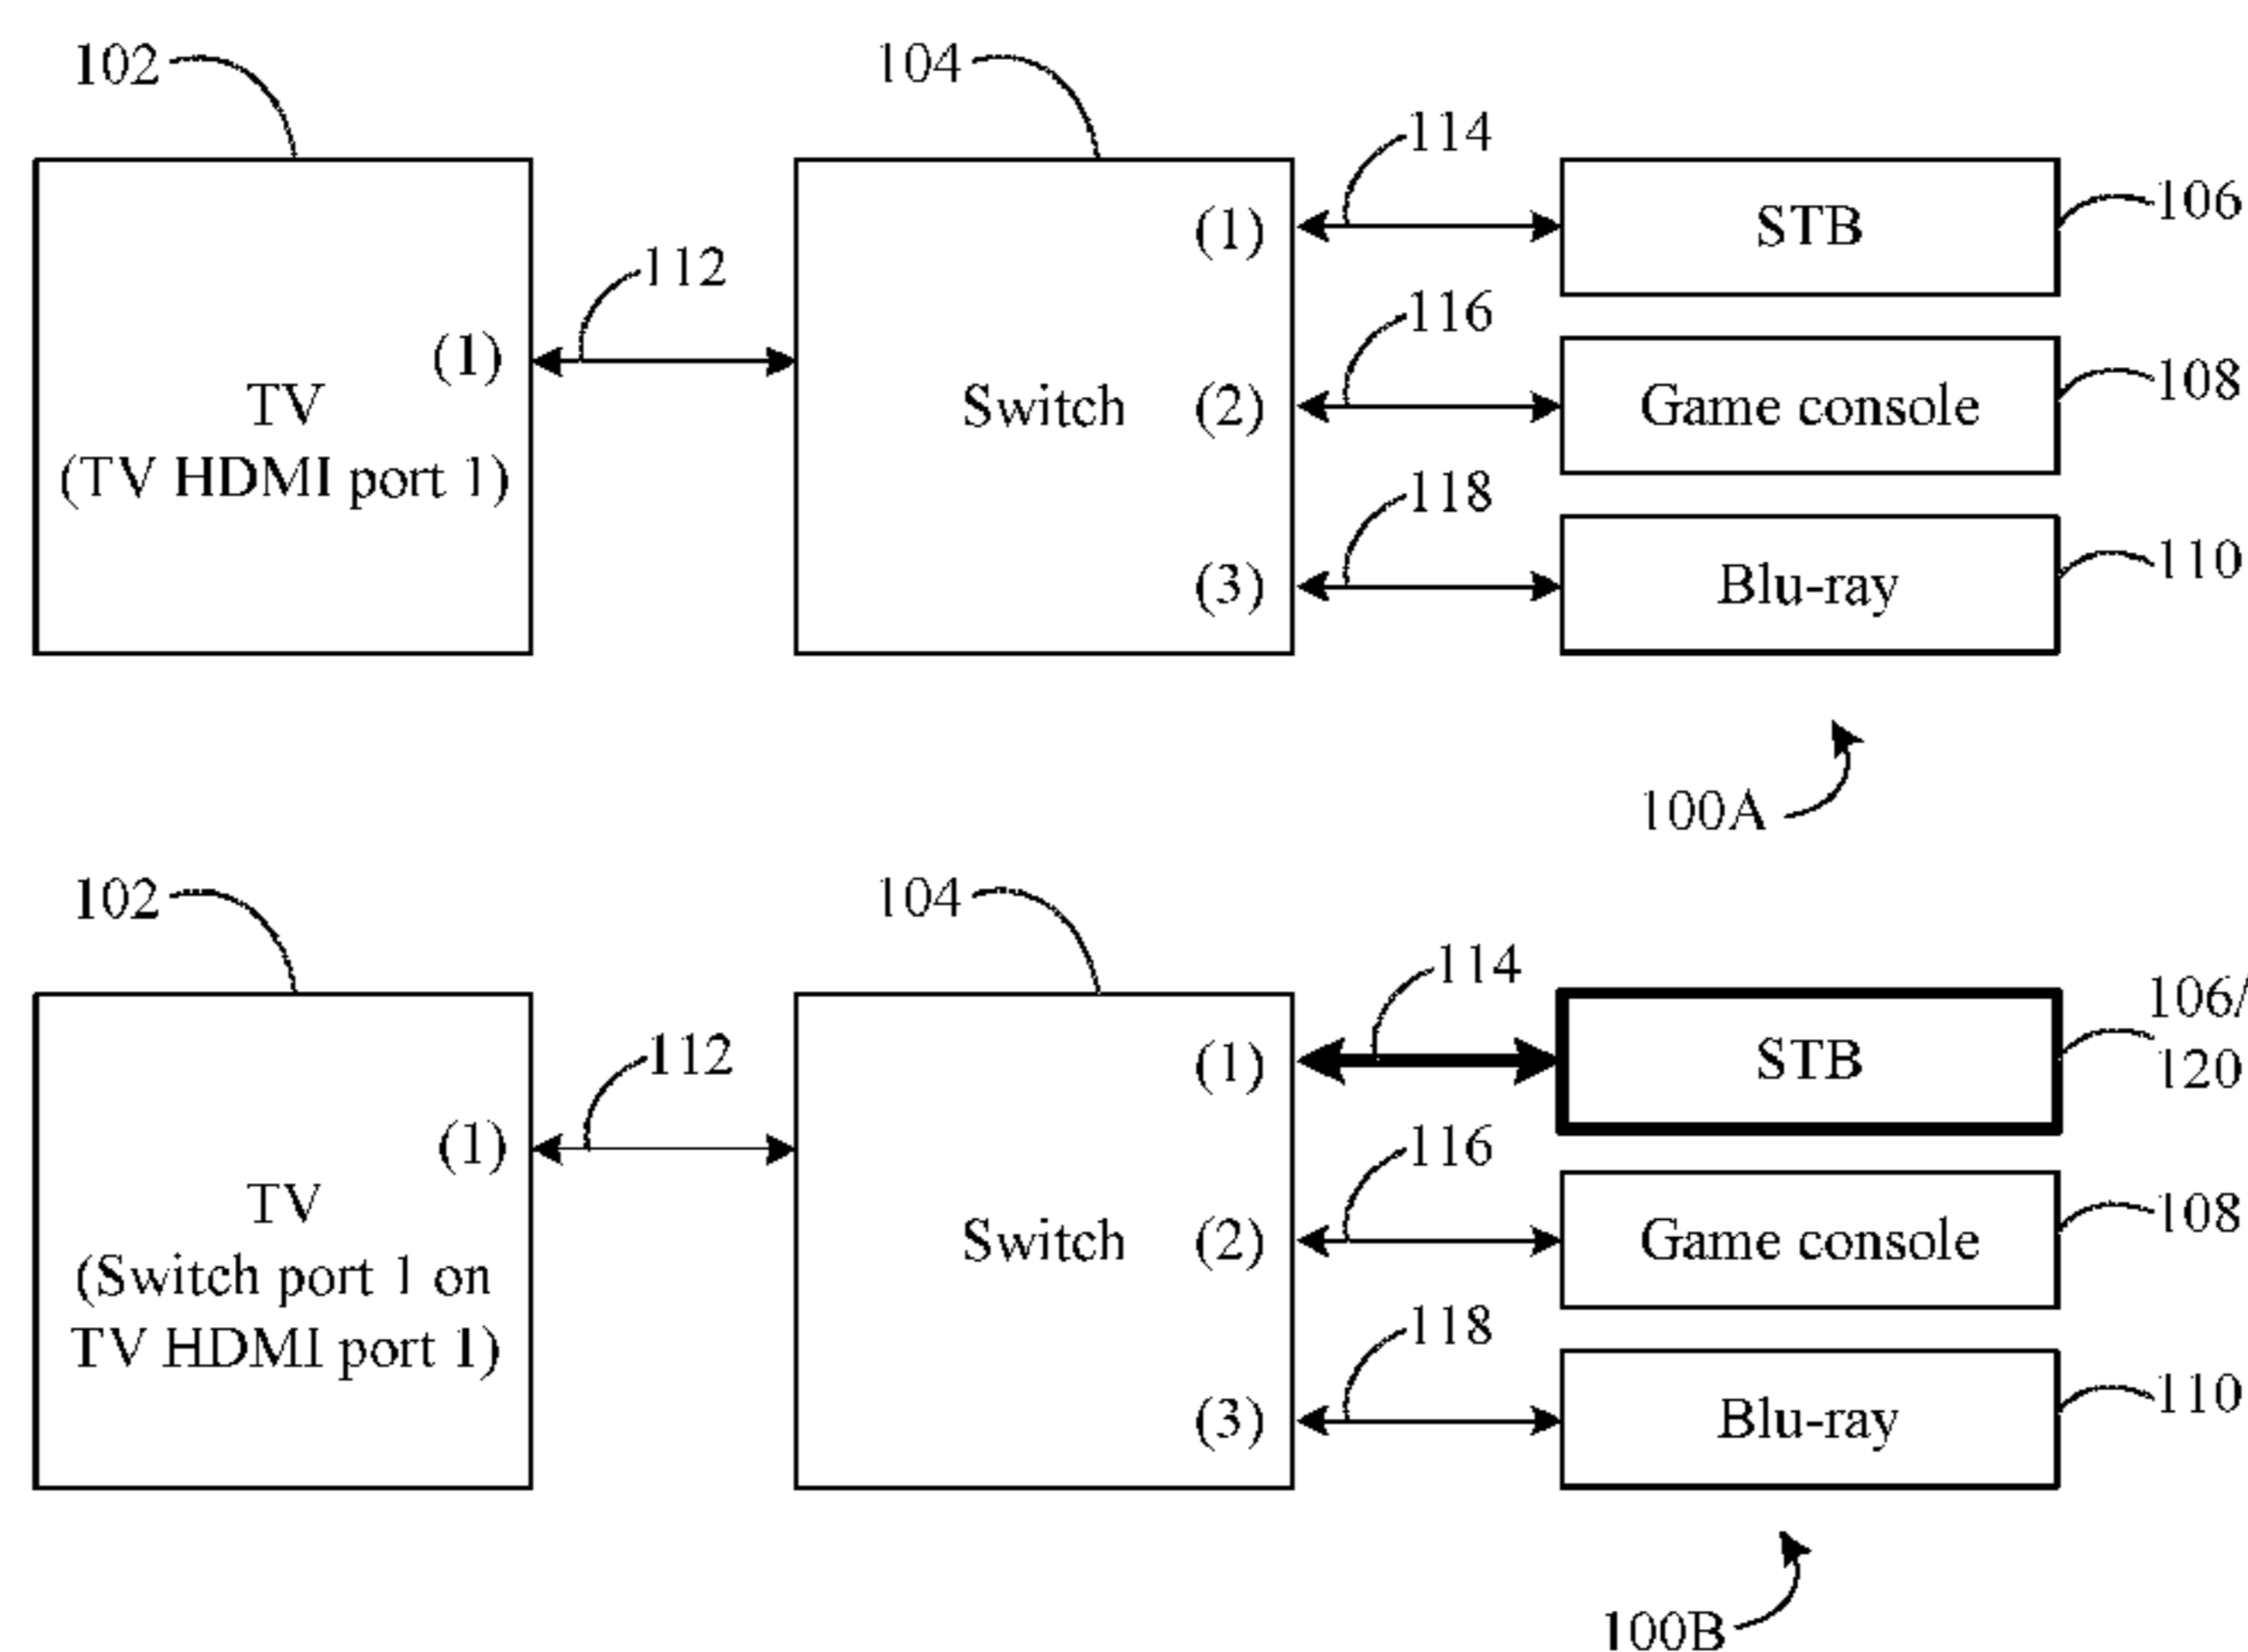 102
104
114
STB
106
112
(1)
116
(1)
TV
(TV HDMI port 1)
Switch
(2)
Game console
108
118
(3)
Blu-ray
110
100A
102
104
114
STB
106/
120
112
(1)
(1)
116
TV
(Switch port 1 on
TV HDMI port 1)
Switch
(2)
Game console
108
118
(3)
Blu-ray
110
100B